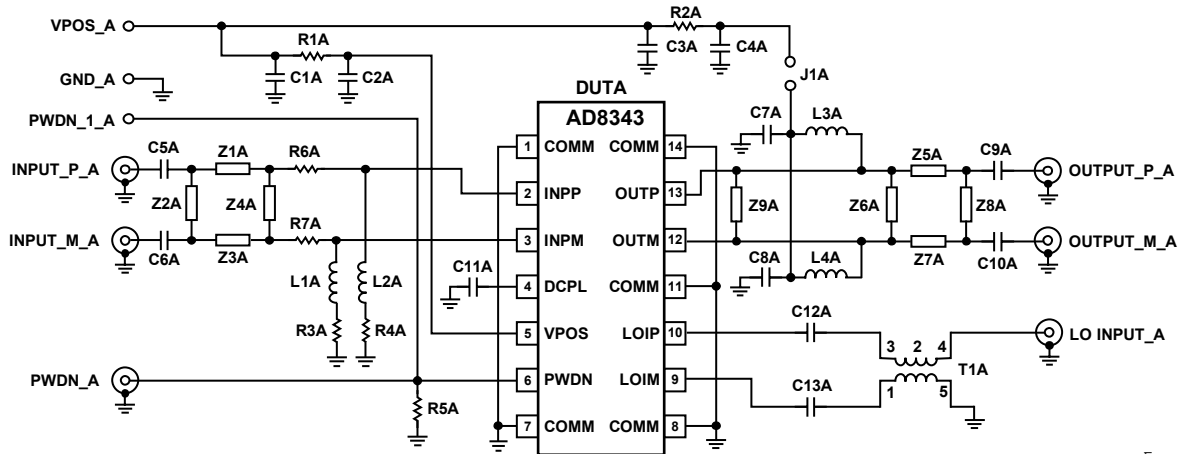 VPOS_A
R2A
R1A
C3A
C4A
C1A
C2A
GND_A
J1A
DUTA
PWDN_1_A
AD8343
C7A
L3A
C5A
Z1A
R6A
1
COMM
COMM
14
Z5A
C9A
INPUT_P_A
OUTPUT_P_A
2
INPP
OUTP
13
Z2A
Z4A
Z9A
Z6A
Z8A
R7A
INPUT_M_A
3
INPM
OUTM
12
OUTPUT_M_A
C6A
Z3A
C11A
C8A
L4A
Z7A
C10A
L1A
L2A
4
DCPL
COMM
11
C12A
R3A
R4A
5
VPOS
LOIP
10
LO INPUT_A
3
2
4
T1A
PWDN_A
6
PWDN
LOIM
9
C13A
1
5
R5A
7
COMM
COMM
8